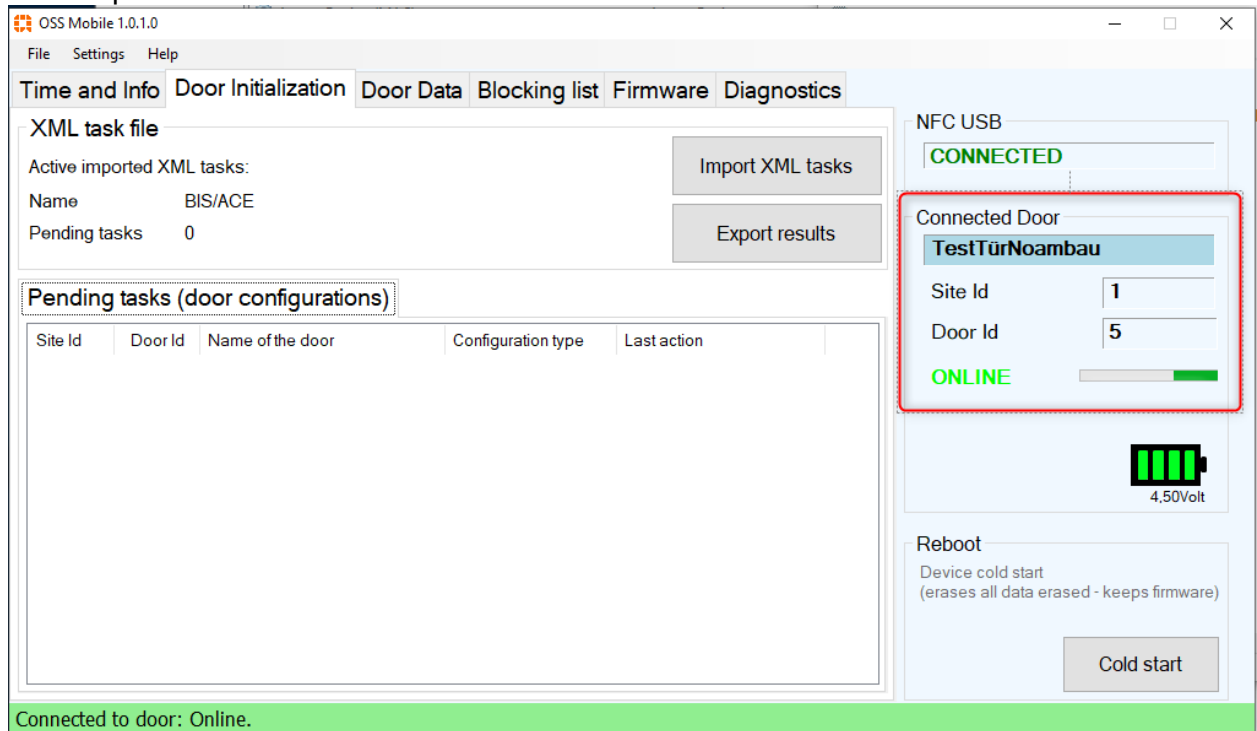 OSS Mobile 1.0.1.0
File Settings Help
Time and Info Door Initialization Door Data Blocking list Firmware Diagnostics
XML task file
Active imported XML tasks:
Name BIS/ACE
Pending tasks 0
Import XML tasks
Export results
Pending tasks (door configurations)
Site Id Door Id Name of the door Configuration type Last action
NFC USB
CONNECTED
Connected Door
TestTürNoambau
Site Id 1
Door Id 5
ONLINE
4,50Volt
Reboot
Device cold start
(erases all data erased - keeps firmware)
Cold start
Connected to door: Online.